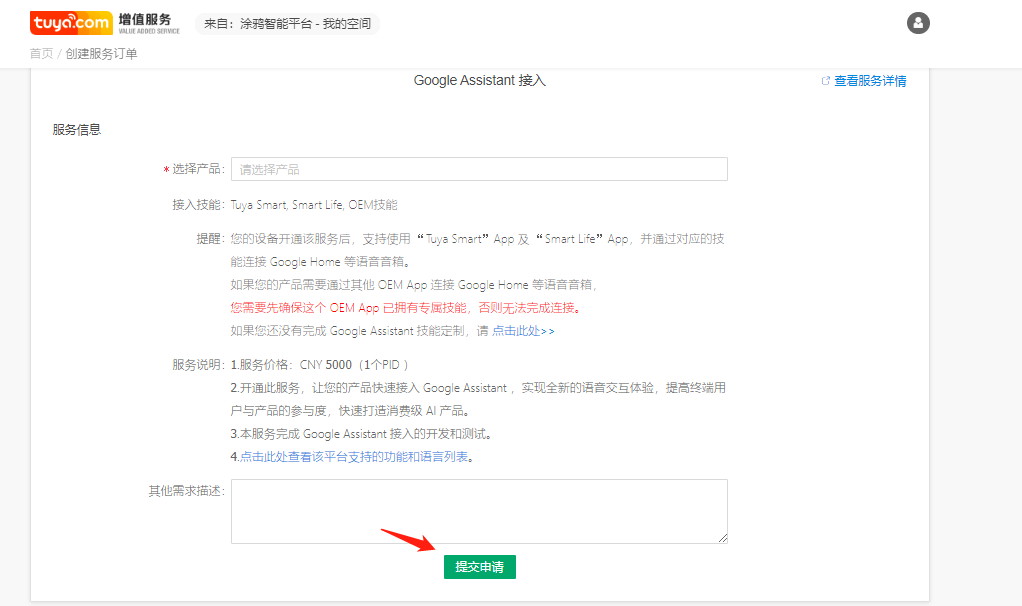 tuya.com 增值服务 VALUE ADDED SERVICE 来自：涂鸦智能平台 - 我的空间
首页 / 创建服务订单
Google Assistant 接入 查看服务详情
服务信息
* 选择产品： 请选择产品
接入技能： Tuya Smart, Smart Life, OEM技能
提醒： 您的设备开通该服务后，支持使用“Tuya Smart”App 及“Smart Life”App，并通过对应的技
能连接 Google Home 等语音音箱。
如果您的产品需要通过其他 OEM App 连接 Google Home 等语音音箱，
您需要先确保这个 OEM App 已拥有专属技能，否则无法完成连接。
如果您还没有完成 Google Assistant 技能定制，请 点击此处>>
服务说明： 1.服务价格：CNY 5000（1个PID ）
2.开通此服务，让您的产品快速接入 Google Assistant ，实现全新的语音交互体验，提高终端用
户与产品的参与度，快速打造消费级 AI 产品。
3.本服务完成 Google Assistant 接入的开发和测试。
4.点击此处查看该平台支持的功能和语言列表。
其他需求描述：
提交申请